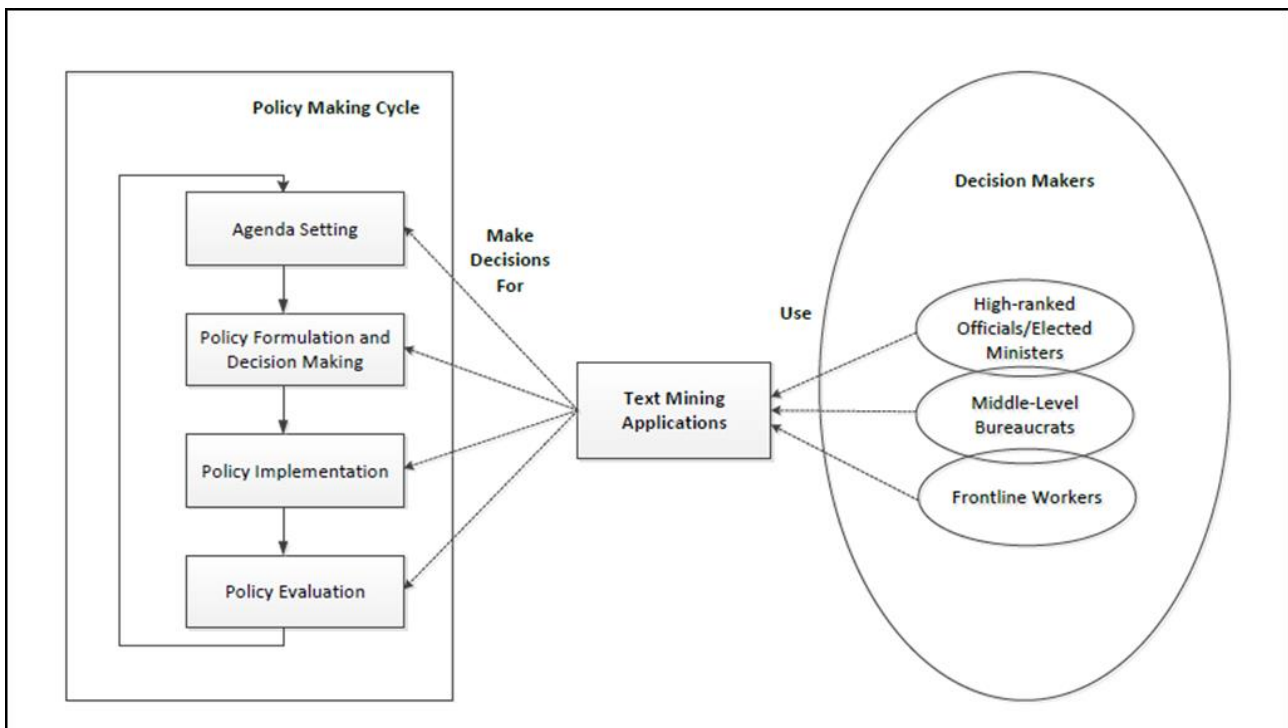 Policy Making Cycle
Agenda Setting
Policy Formulation and
Decision Making
Policy Implementation
Policy Evaluation
Make
Decisions
For
Text Mining
Applications
Use
Decision Makers
High-ranked
Officials/Elected
Ministers
Middle-Level
Bureaucrats
Frontline Workers